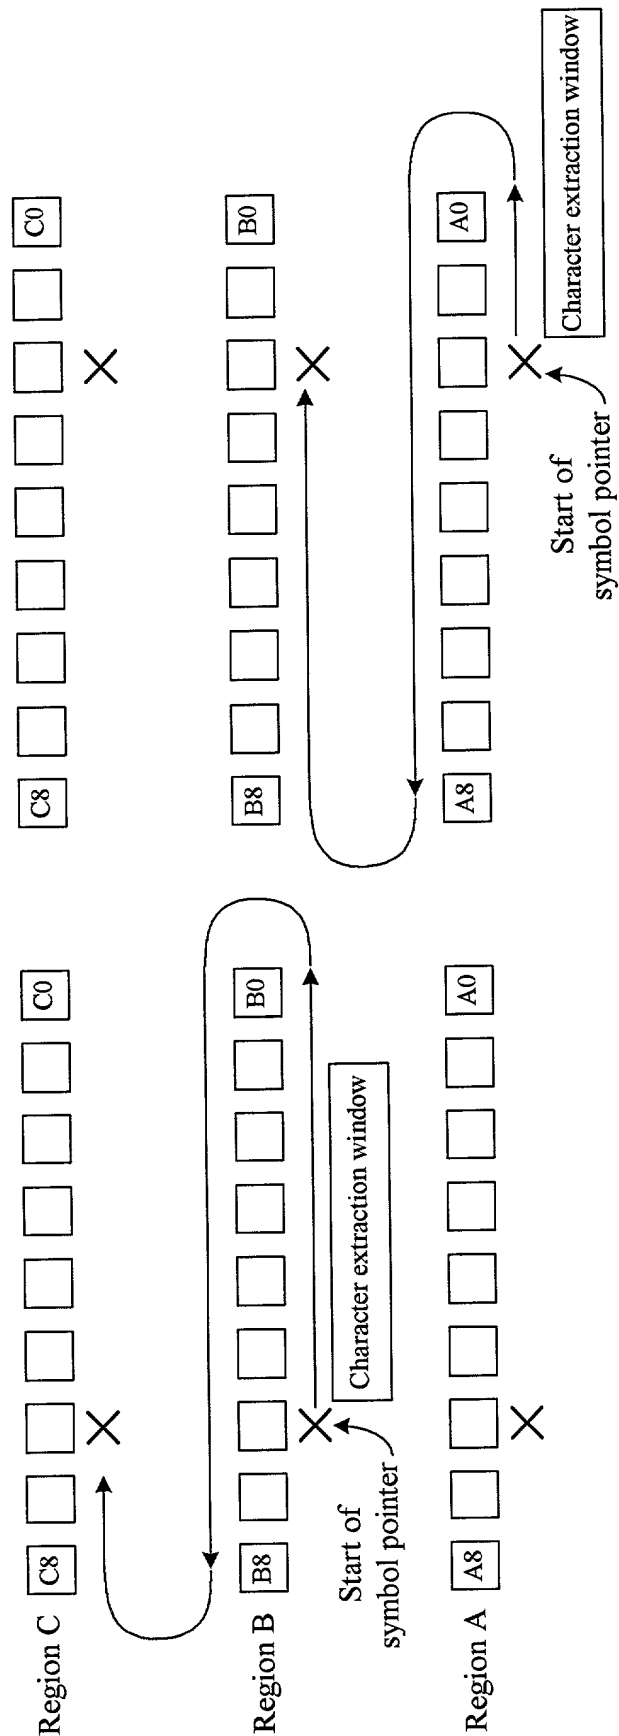 Region C
C8
C0
C8
C0
Region B
B8
B0
B8
B0
Start of
symbol pointer
Character extraction window
Region A
A8
A0
A8
A0
Start of
symbol pointer
Character extraction window